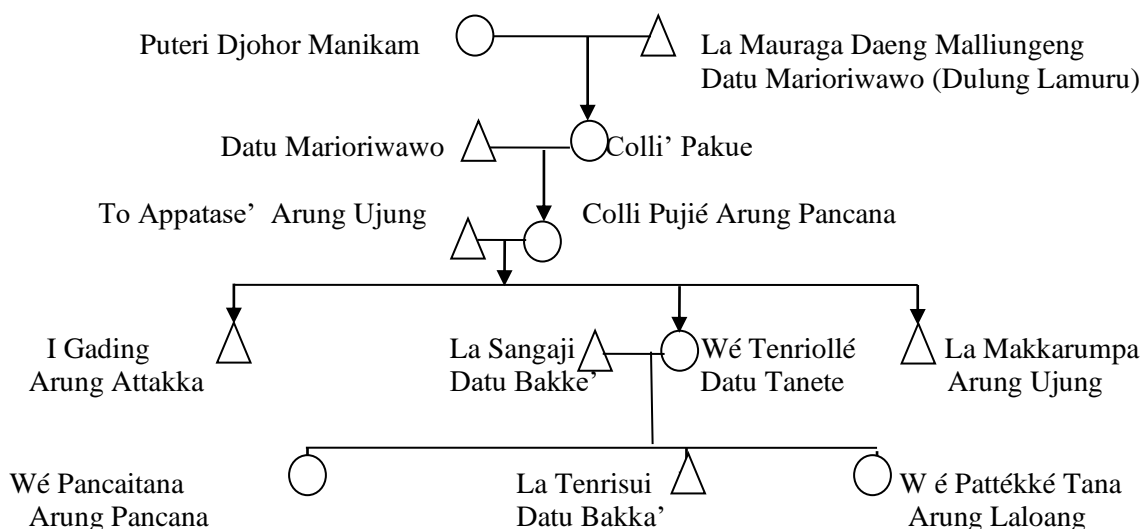 Puteri Djohor Manikam
La Mauraga Daeng Malliungeng
Datu Marioriwawo (Dulung Lamuru)
Datu Marioriwawo
Colli’ Pakue
To Appatase’ Arung Ujung
Colli Pujié Arung Pancana
I Gading
Arung Attakka
La Sangaji
Datu Bakke’
Wé Tenriollé
Datu Tanete
La Makkarumpa
Arung Ujung
Wé Pancaitana
Arung Pancana
La Tenrisui
Datu Bakka’
W é Pattékké Tana
Arung Laloang